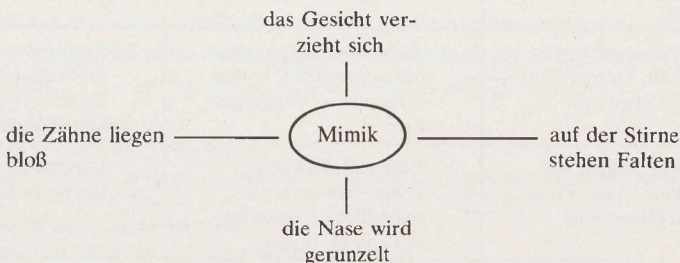 das Gesicht ver-
zieht sich
die Zähne liegen
bloß
Mimik
auf der Stirne
stehen Falten
die Nase wird
gerunzelt